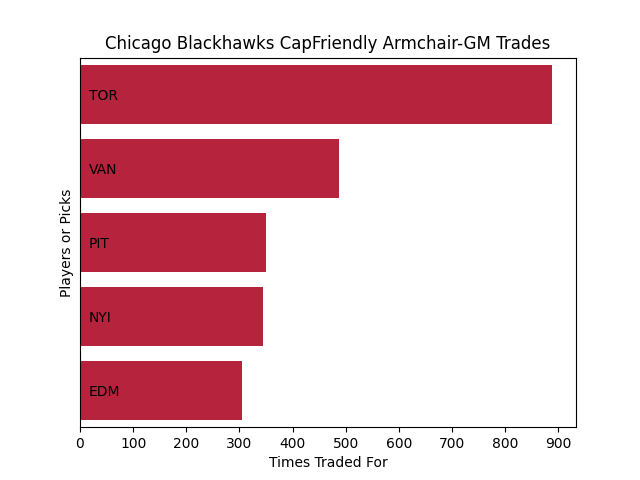 Chicago Blackhawks CapFriendly Armchair-GM Trades
Players or Picks
TOR
VAN
PIT
NYI
EDM
0 100 200 300 400 500 600 700 800 900
Times Traded For